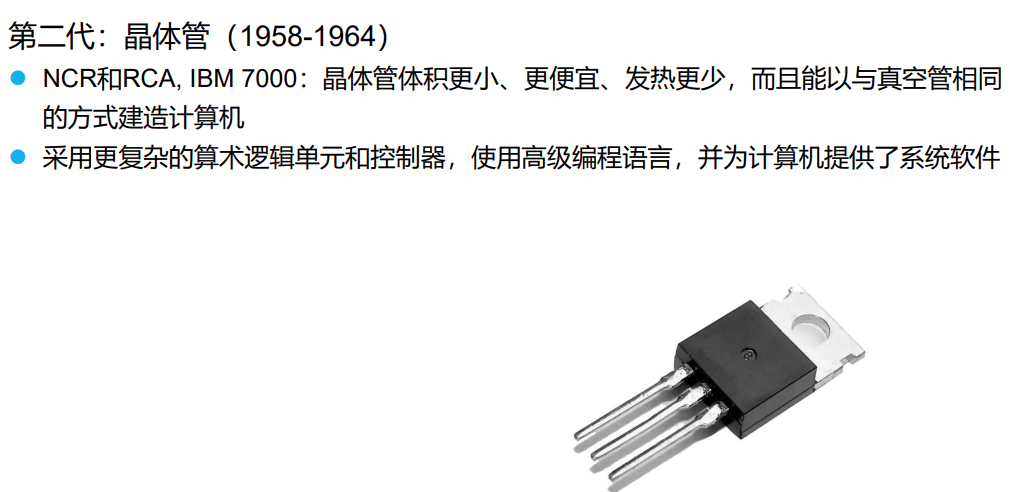 第二代：晶体管（1958-1964）
NCR和RCA, IBM 7000：晶体管体积更小、更便宜、发热更少，而且能以与真空管相同
的方式建造计算机
采用更复杂的算术逻辑单元和控制器，使用高级编程语言，并为计算机提供了系统软件